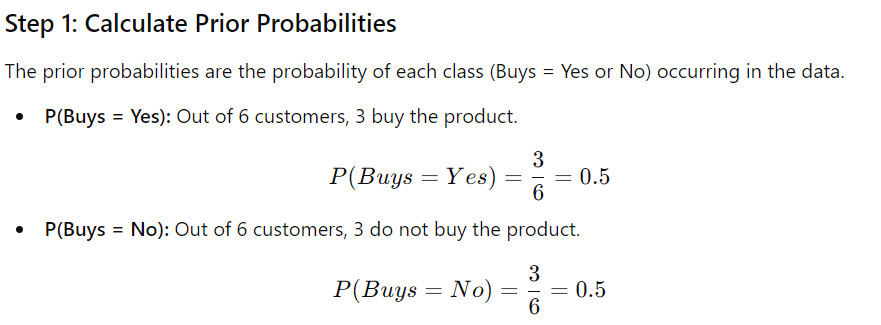 Step 1: Calculate Prior Probabilities
The prior probabilities are the probability of each class (Buys = Yes or No) occurring in the data.
• P(Buys = Yes): Out of 6 customers, 3 buy the product.
P(Buys = Yes) = 3/6 = 0.5
• P(Buys = No): Out of 6 customers, 3 do not buy the product.
P(Buys = No) = 3/6 = 0.5